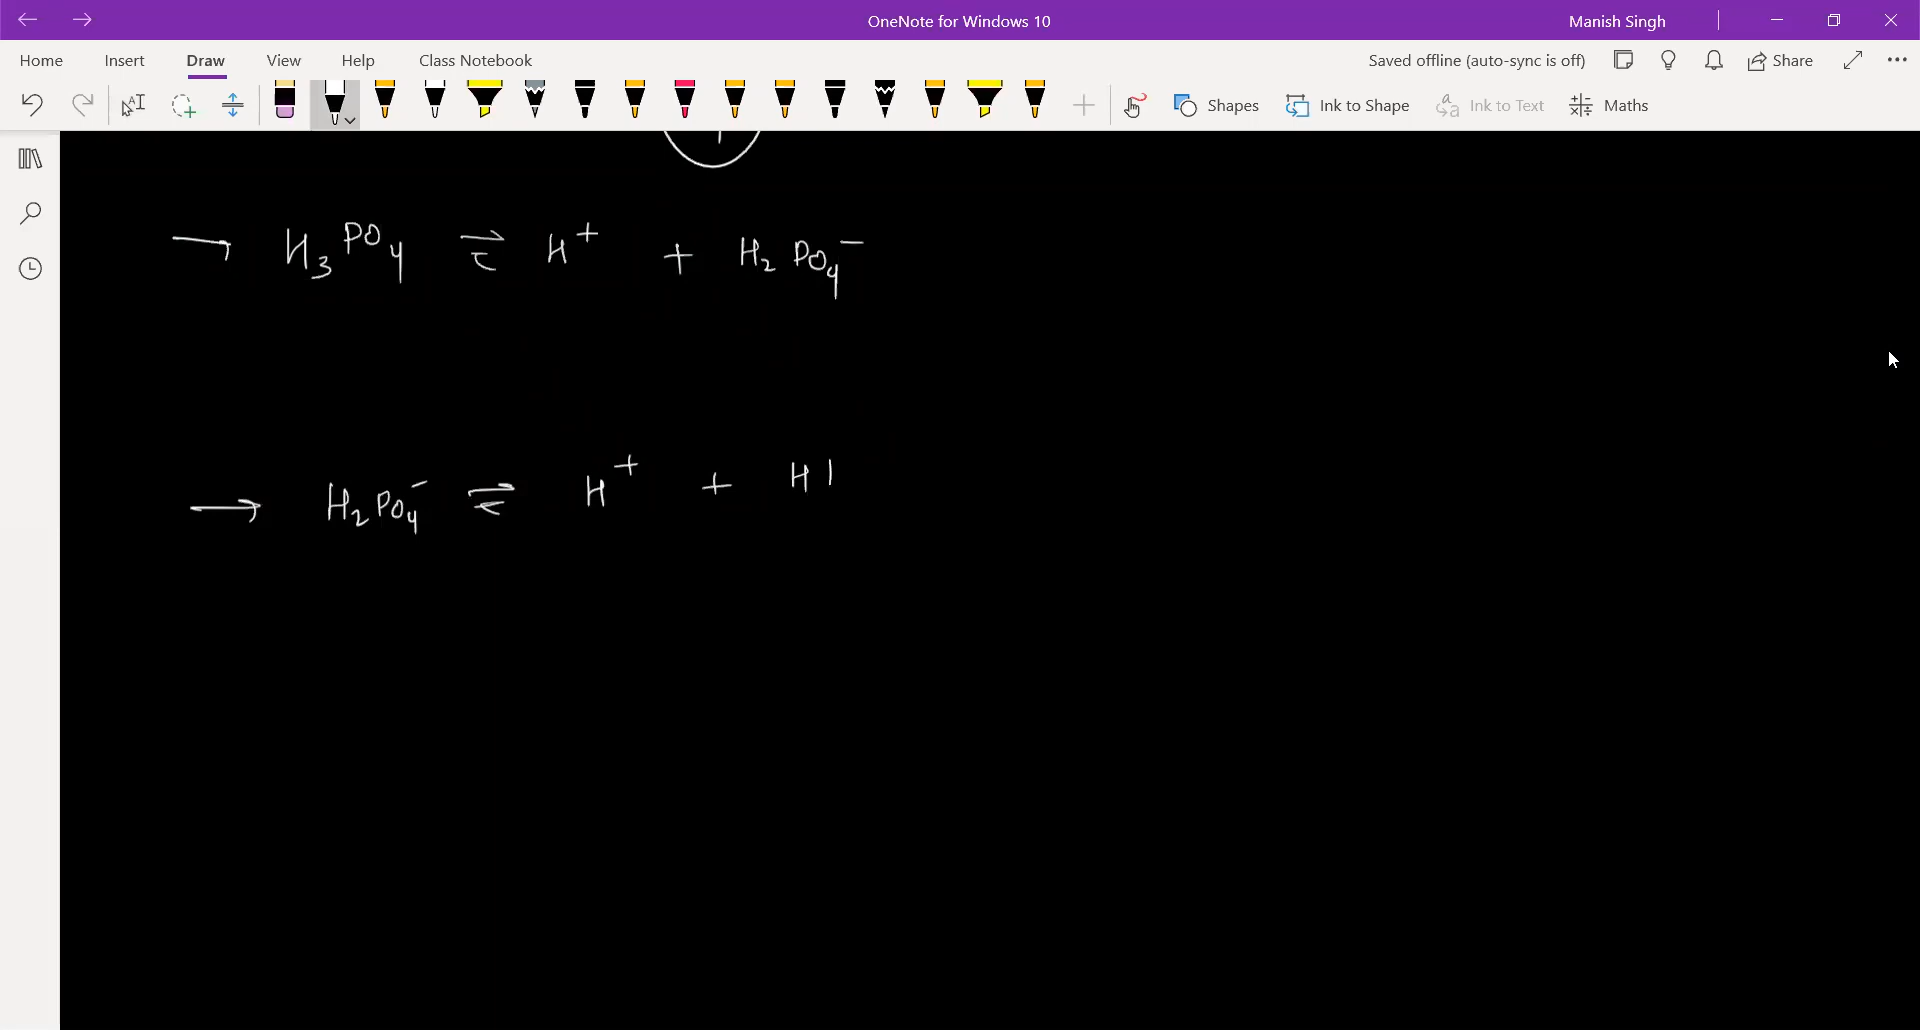 OneNote for Windows 10
Manish Singh
Home Insert Draw View Help Class Notebook
Saved offline (auto-sync is off) Share
Shapes Ink to Shape Ink to Text Maths
→ H₃PO₄ ⇌ H⁺ + H₂PO₄⁻
→ H₂PO₄⁻ ⇌ H⁺ + H